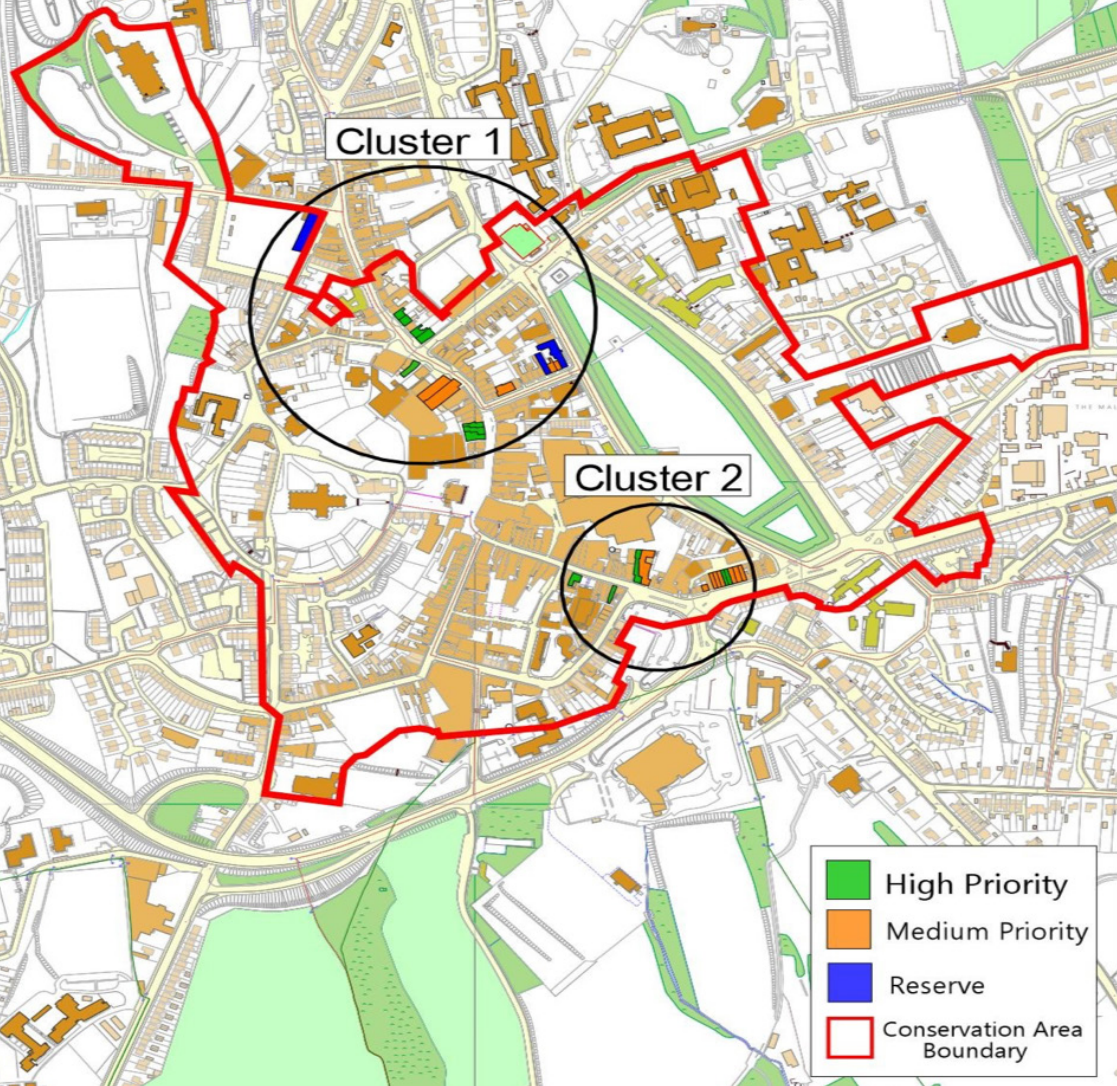 Cluster 1
Cluster 2
High Priority
Medium Priority
Reserve
Conservation Area
Boundary